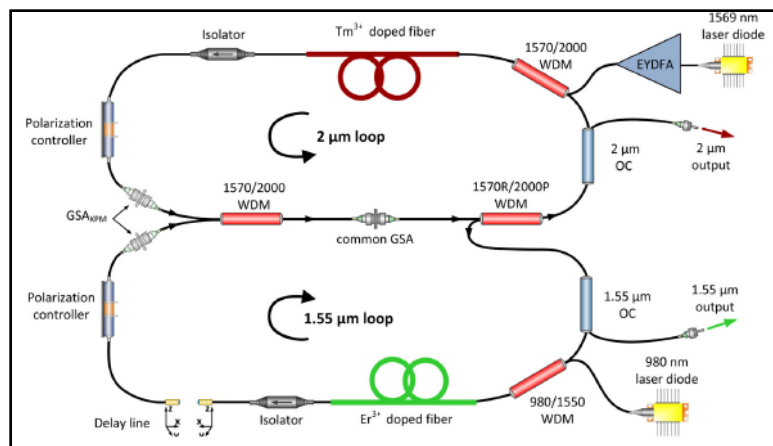 1569 nm
laser diode
Isolator
Tm3+ doped fiber
1570/2000
WDM
EYDFA
Polarization
controller
2 µm loop
2 µm
OC
2 µm
output
1570/2000
WDM
1570R/2000P
WDM
GSAXPM
common GSA
Polarization
controller
1.55 µm loop
1.55 µm
OC
1.55 µm
output
980 nm
laser diode
Delay line
Z
X
Z
X
Isolator
Er3+ doped fiber
980/1550
WDM